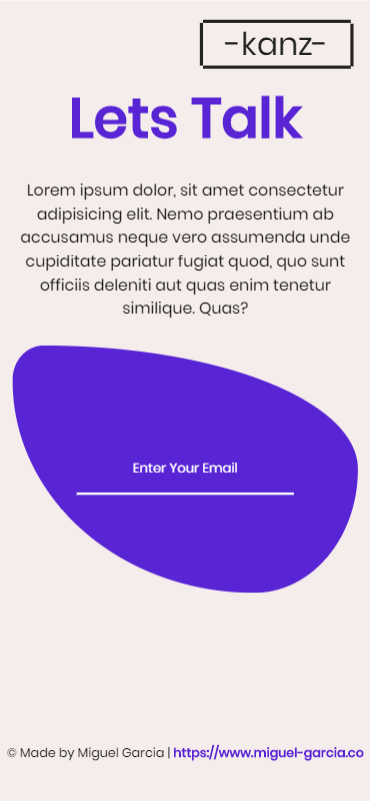 -kanz-
Lets Talk
Lorem ipsum dolor, sit amet consectetur
adipisicing elit. Nemo praesentium ab
accusamus neque vero assumenda unde
cupiditate pariatur fugiat quod, quo sunt
officiis deleniti aut quas enim tenetur
similique. Quas?
Enter Your Email
© Made by Miguel Garcia | https://www.miguel-garcia.co